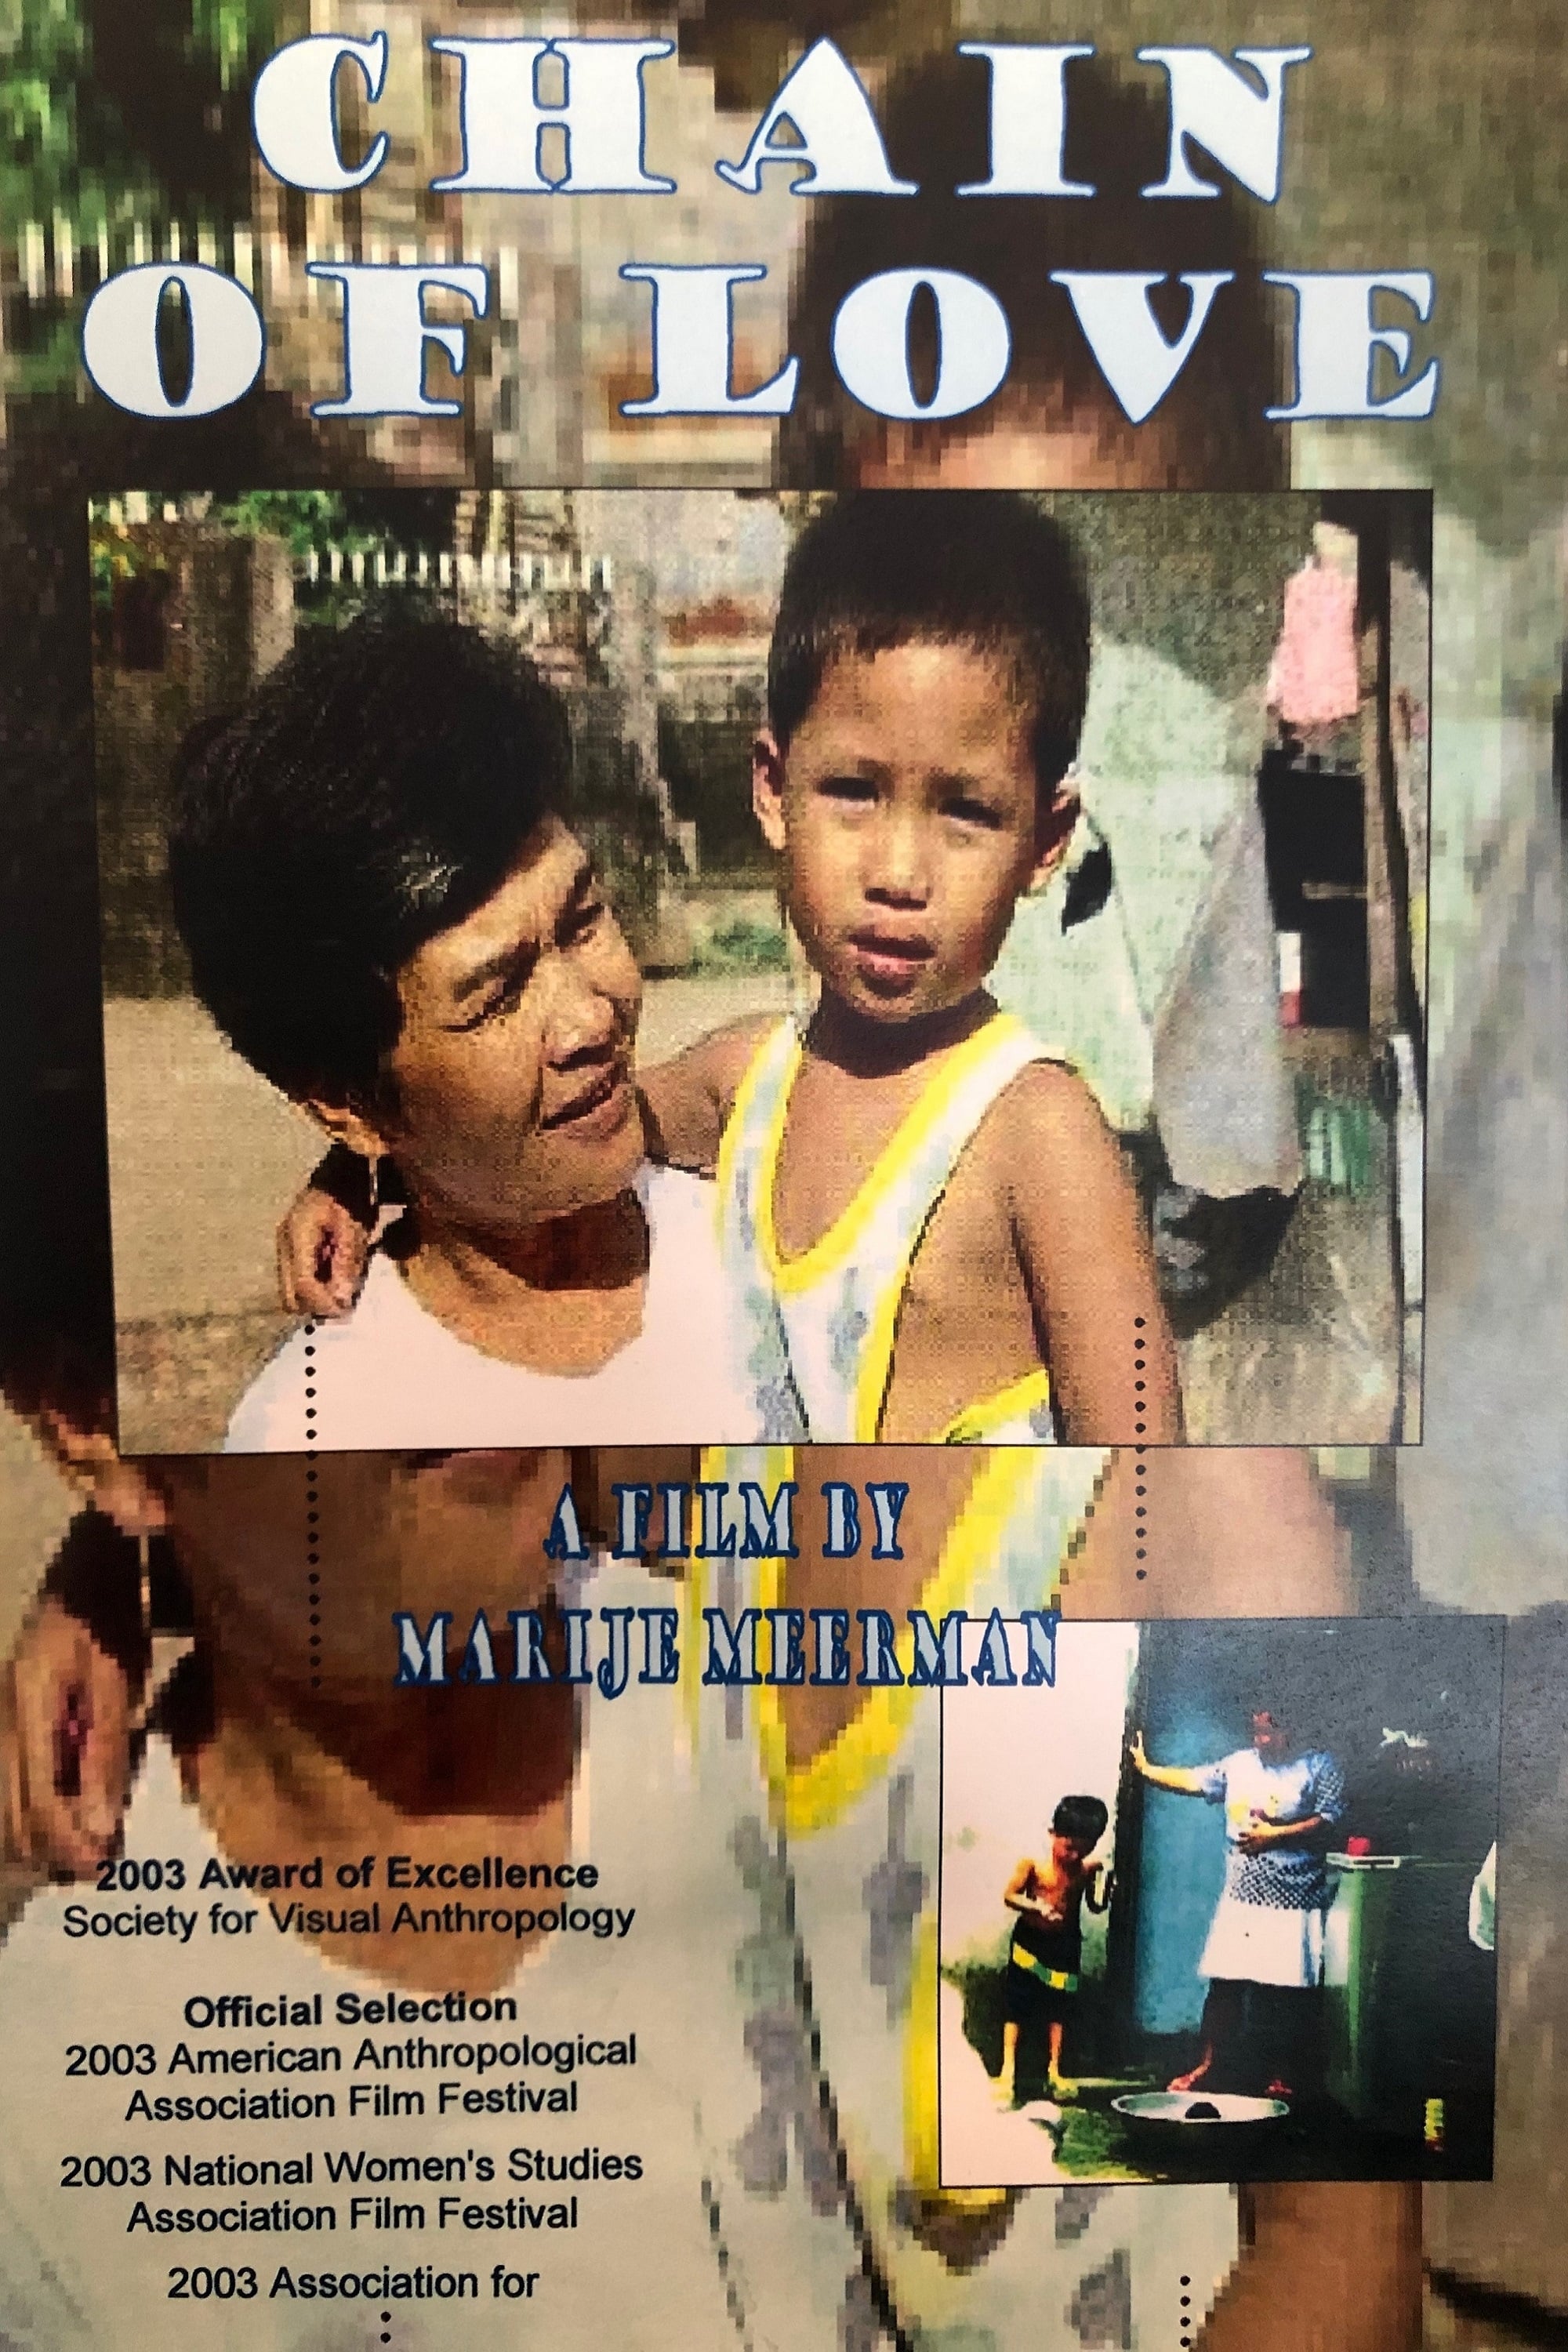 CHAIN
OF LOVE
A FILM BY
MARIJE MEERMAN
2003 Award of Excellence
Society for Visual Anthropology
Official Selection
2003 American Anthropological
Association Film Festival
2003 National Women's Studies
Association Film Festival
2003 Association for